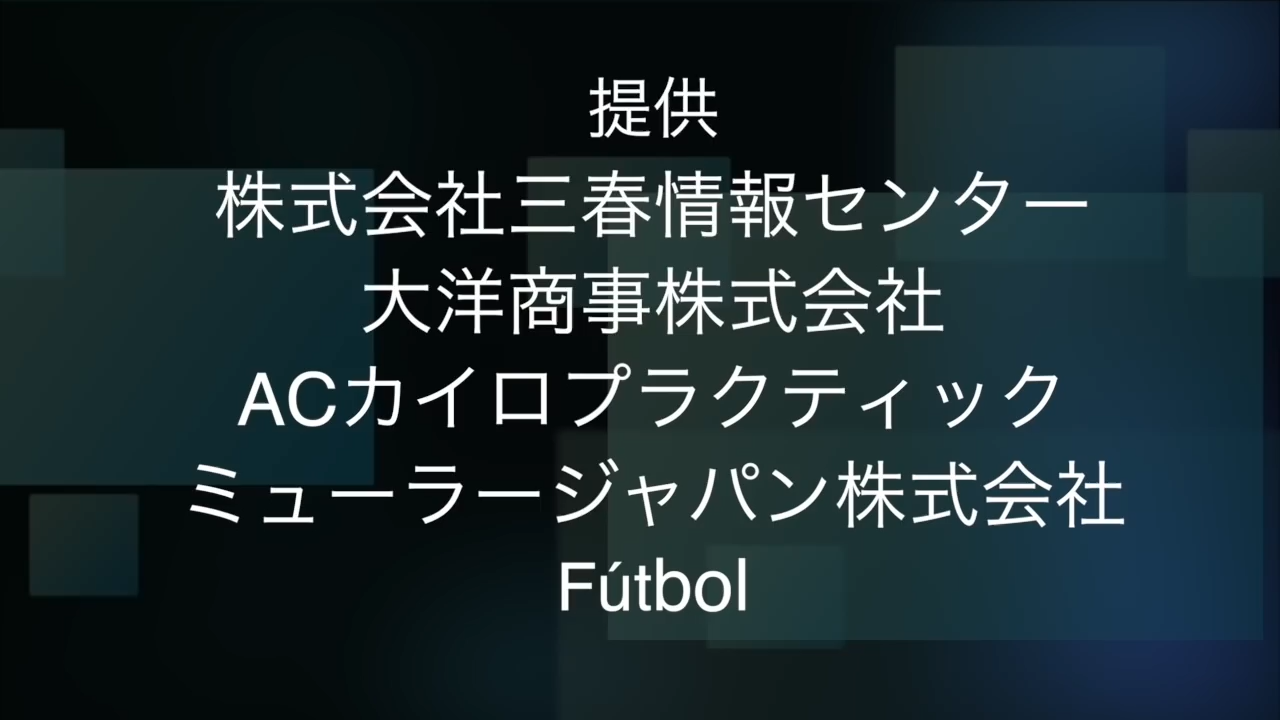 提供
株式会社三春情報センター
大洋商事株式会社
ACカイロプラクティック
ミューラージャパン株式会社
Fútbol